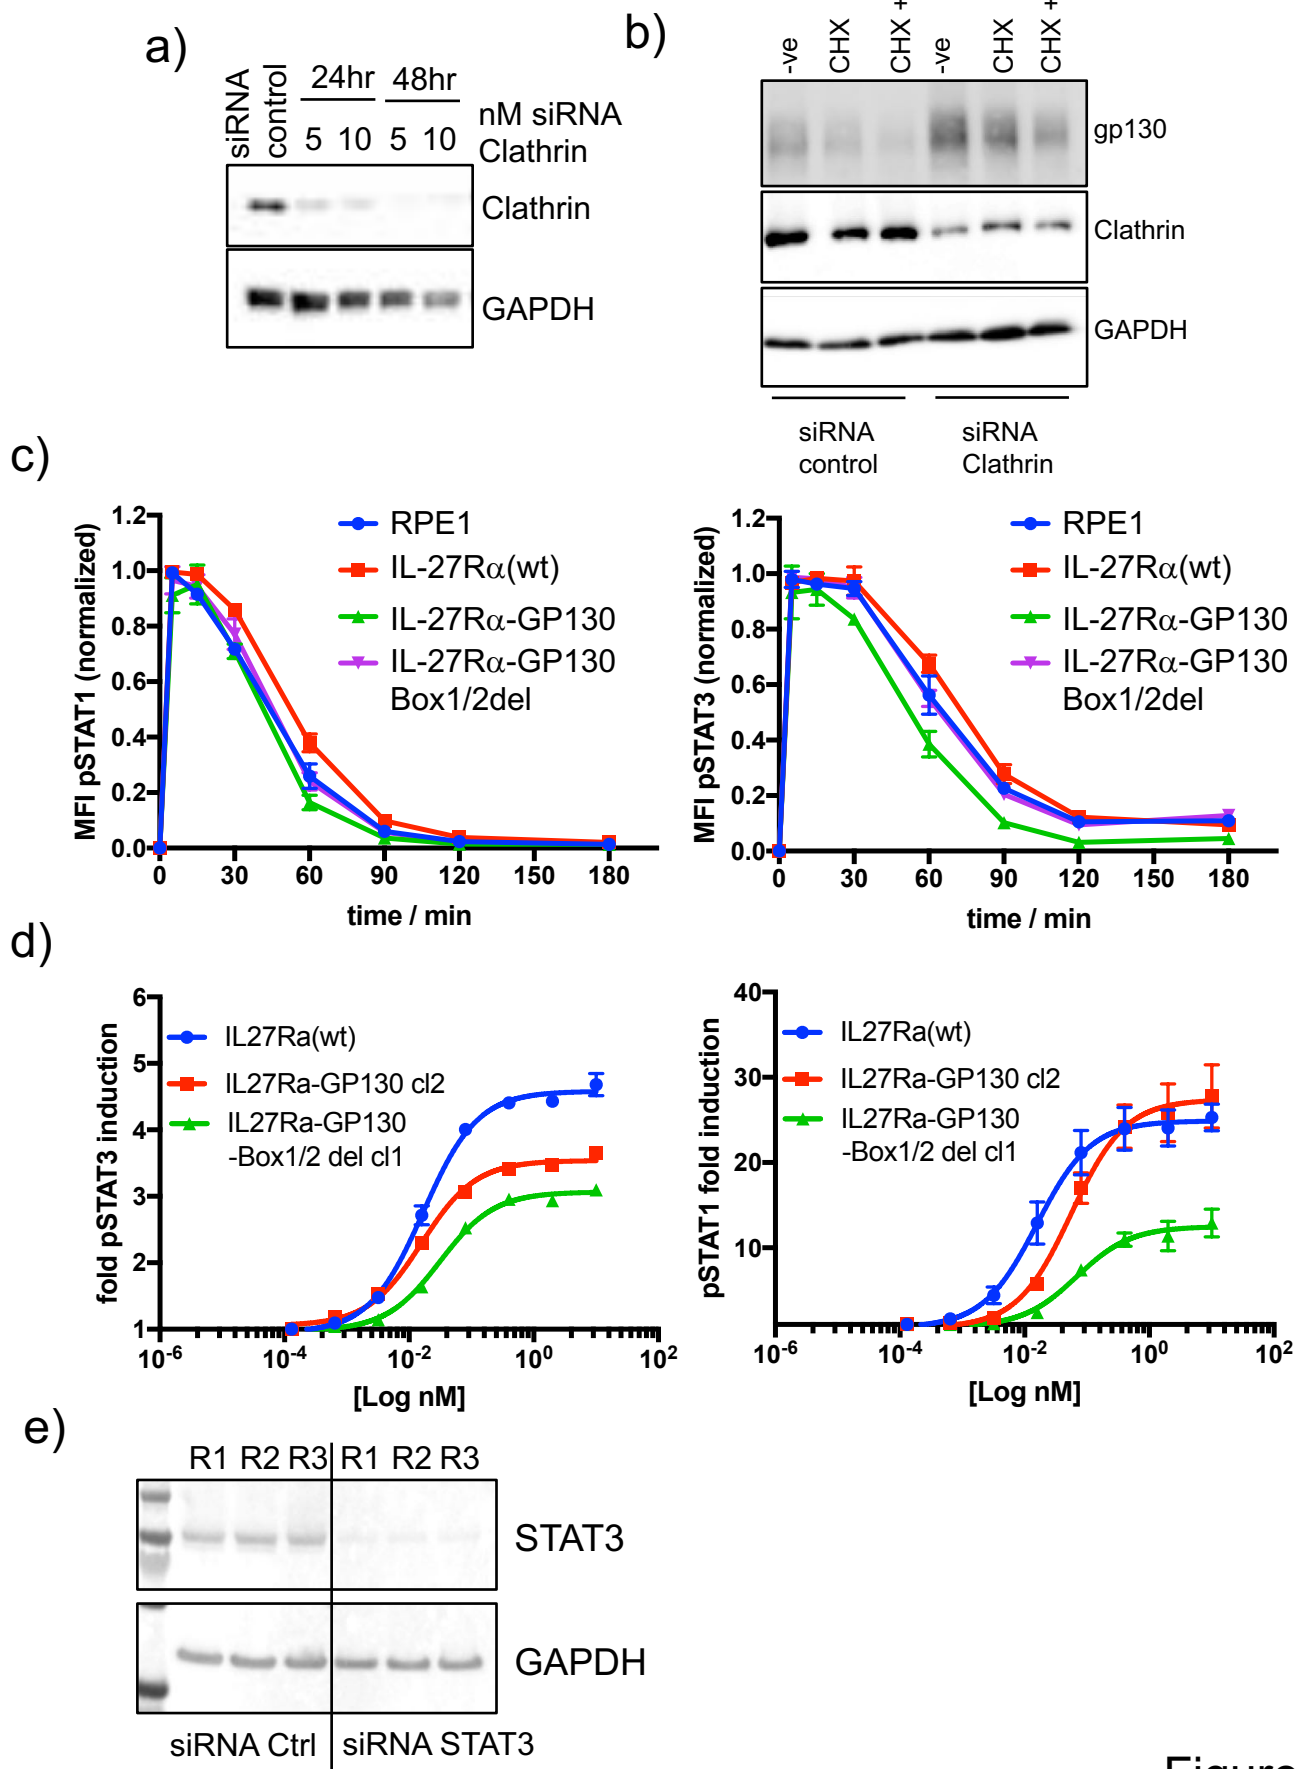 a)
siRNA
control
24hr
48hr
5
10
5
10
nM siRNA
Clathrin
Clathrin
GAPDH
b)
-ve
CHX
CHX +
-ve
CHX
CHX +
gp130
Clathrin
GAPDH
siRNA
control
siRNA
Clathrin
c)
MFI pSTAT1 (normalized)
1.2
1.0
0.8
0.6
0.4
0.2
0.0
0 30 60 90 120 150 180
time / min
RPE1
IL-27Rα(wt)
IL-27Rα-GP130
IL-27Rα-GP130
Box1/2del
MFI pSTAT3 (normalized)
1.2
1.0
0.8
0.6
0.4
0.2
0.0
0 30 60 90 120 150 180
time / min
RPE1
IL-27Rα(wt)
IL-27Rα-GP130
IL-27Rα-GP130
Box1/2del
d)
fold pSTAT3 induction
6
5
4
3
2
1
10-6 10-4 10-2 100 102
[Log nM]
IL27Ra(wt)
IL27Ra-GP130 cl2
IL27Ra-GP130
-Box1/2 del cl1
pSTAT1 fold induction
40
30
20
10
10-6 10-4 10-2 100 102
[Log nM]
IL27Ra(wt)
IL27Ra-GP130 cl2
IL27Ra-GP130
-Box1/2 del cl1
e)
R1 R2 R3 R1 R2 R3
STAT3
GAPDH
siRNA Ctrl
siRNA STAT3
Figure